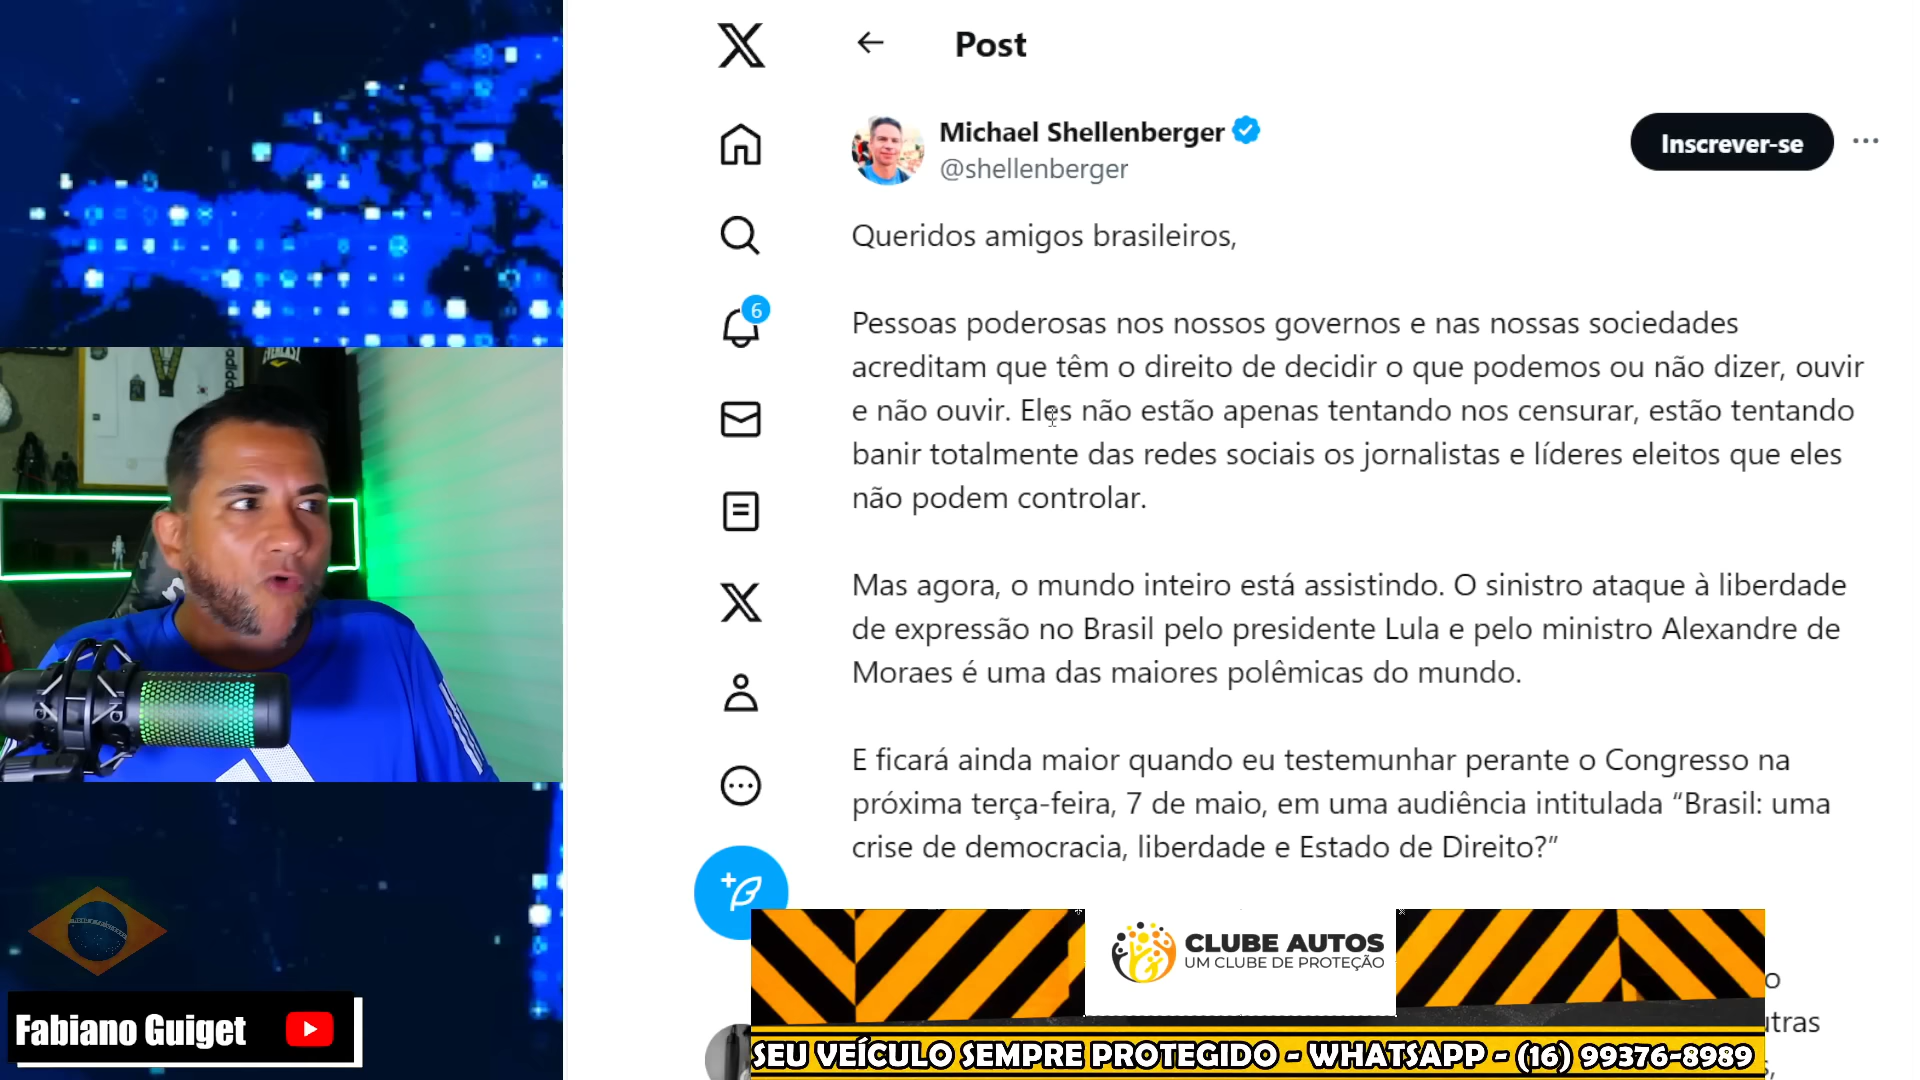 Post
Michael Shellenberger
@shellenberger
Inscrever-se
6
Queridos amigos brasileiros,
Pessoas poderosas nos nossos governos e nas nossas sociedades
acreditam que têm o direito de decidir o que podemos ou não dizer, ouvir
e não ouvir. Eles não estão apenas tentando nos censurar, estão tentando
banir totalmente das redes sociais os jornalistas e líderes eleitos que eles
não podem controlar.
Mas agora, o mundo inteiro está assistindo. O sinistro ataque à liberdade
de expressão no Brasil pelo presidente Lula e pelo ministro Alexandre de
Moraes é uma das maiores polêmicas do mundo.
E ficará ainda maior quando eu testemunhar perante o Congresso na
próxima terça-feira, 7 de maio, em uma audiência intitulada “Brasil: uma
crise de democracia, liberdade e Estado de Direito?”
EVERLAST
adidas
CLUBE AUTOS
UM CLUBE DE PROTEÇÃO
SEU VEÍCULO SEMPRE PROTEGIDO - WHATSAPP - (16) 99376-8989
Fabiano Guiget